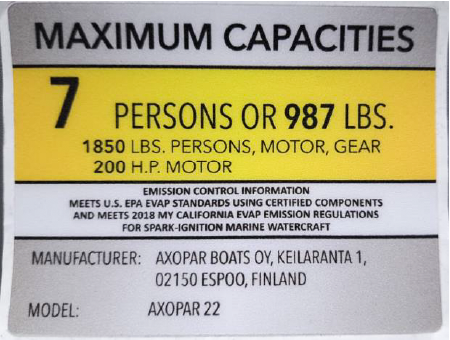 MAXIMUM CAPACITIES
7 PERSONS OR 987 LBS.
1850 LBS. PERSONS, MOTOR, GEAR
200 H.P. MOTOR
EMISSION CONTROL INFORMATION
MEETS U.S. EPA EVAP STANDARDS USING CERTIFIED COMPONENTS
AND MEETS 2018 MY CALIFORNIA EVAP EMISSION REGULATIONS
FOR SPARK-IGNITION MARINE WATERCRAFT
MANUFACTURER: AXOPAR BOATS OY, KEILARANTA 1,
02150 ESPOO, FINLAND
MODEL: AXOPAR 22